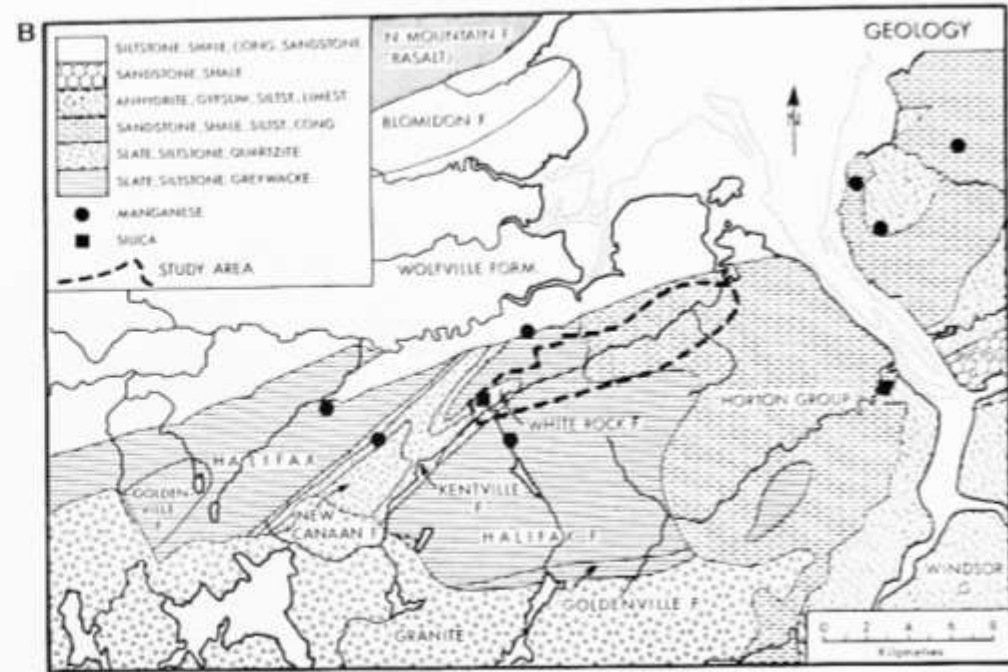 B
GEOLOGY
SILTSTONE, SHALE, CONG, SANDSTONE
SANDSTONE, SHALE
ANHYDRITE, GYPSUM, SILTST, LIMEST
SANDSTONE, SHALE, SILTST, CONG
SLATE, SILTSTONE, QUARTZITE
SLATE, SILTSTONE, GREYWACKE
MANGANESE
SILICA
STUDY AREA
N MOUNTAIN F
(BASALT)
BLOMIDON F
N
WOLFVILLE FORM.
HORTON GROUP
WHITE ROCK F.
HALIFAX
GOLDEN-
VILLE
F
KENTVILLE
F
NEW
CANAAN F
HALIFAX F
WINDSOR
G
GOLDENVILLE F.
GRANITE
0 2 4 6 8
Kilometres